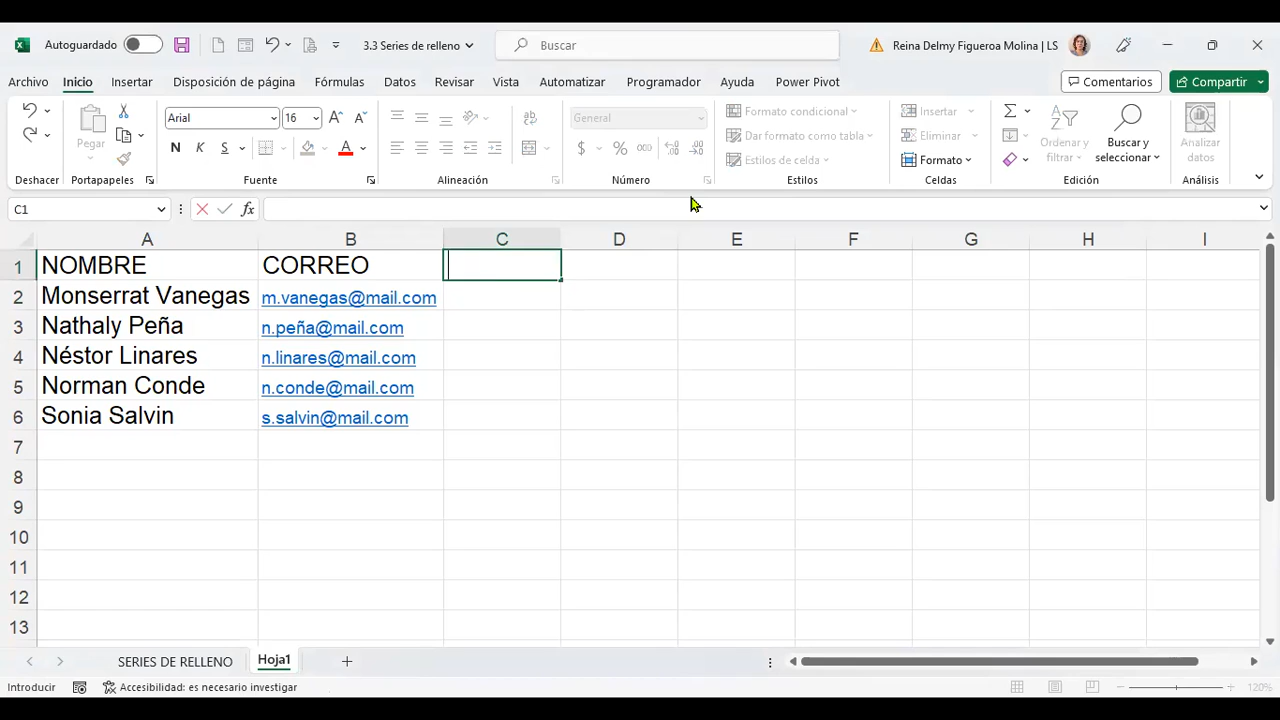 Autoguardado
3.3 Series de relleno
Buscar
Reina Delmy Figueroa Molina | LS
Archivo Inicio Insertar Disposición de página Fórmulas Datos Revisar Vista Automatizar Programador Ayuda Power Pivot
Comentarios
Compartir
Pegar
Deshacer
Portapapeles
Arial
16
N K S
A
Fuente
ab
Alineación
General
$ % 000
Número
Formato condicional
Dar formato como tabla
Estilos de celda
Estilos
Insertar
Eliminar
Formato
Celdas
Ordenar y
filtrar
Buscar y
seleccionar
Edición
Analizar
datos
Análisis
C1
fx
A B C D E F G H I
1 NOMBRE CORREO
2 Monserrat Vanegas m.vanegas@mail.com
3 Nathaly Peña n.peña@mail.com
4 Néstor Linares n.linares@mail.com
5 Norman Conde n.conde@mail.com
6 Sonia Salvin s.salvin@mail.com
7
8
9
10
11
12
13
SERIES DE RELLENO Hoja1
Introducir
Accesibilidad: es necesario investigar
120%